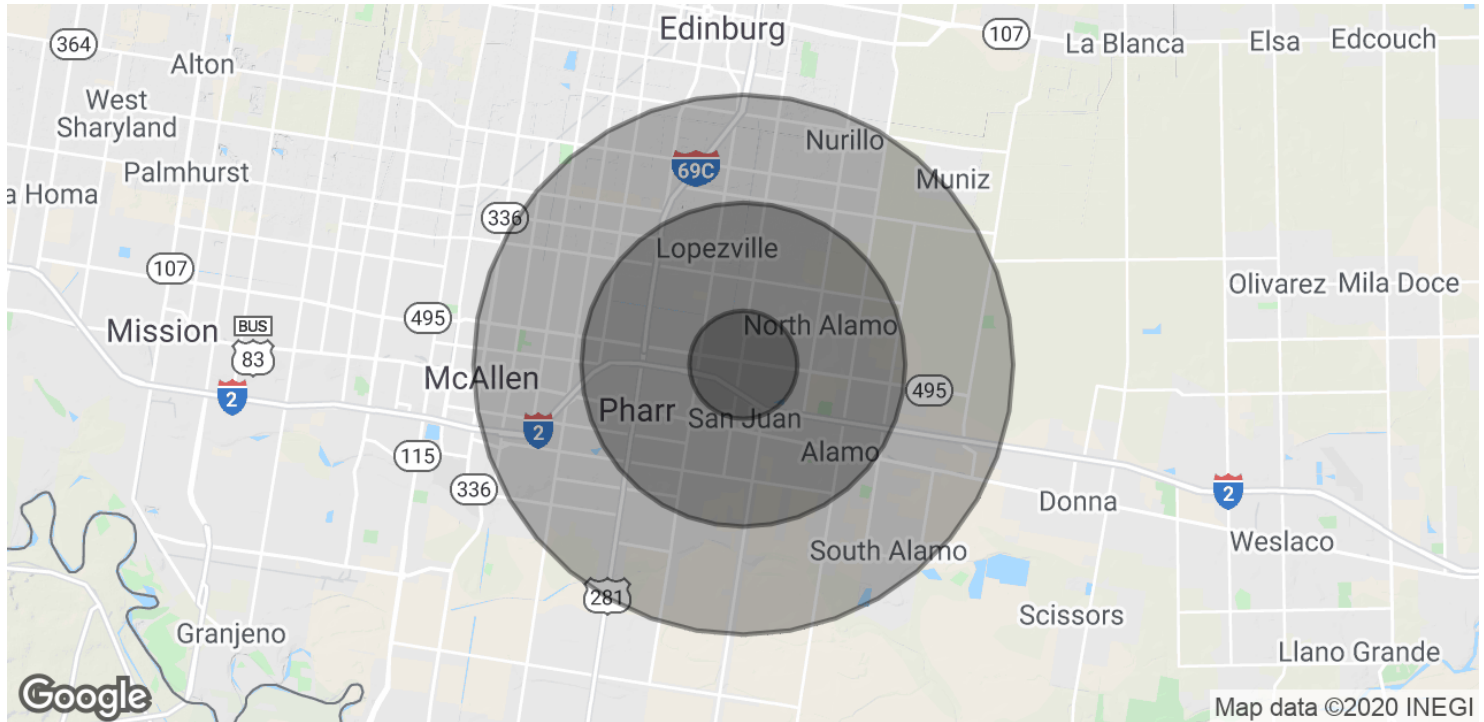 Edinburg
107
La Blanca
Elsa
Edcouch
364
Alton
West
Sharyland
Palmhurst
a Homa
69C
Nurillo
Muniz
336
Lopezville
107
495
Mission
BUS
83
North Alamo
Olivarez
Mila Doce
McAllen
2
Pharr
San Juan
495
2
Alamo
115
336
Donna
2
Weslaco
South Alamo
281
Scissors
Granjeno
Llano Grande
Google
Map data ©2020 INEGI